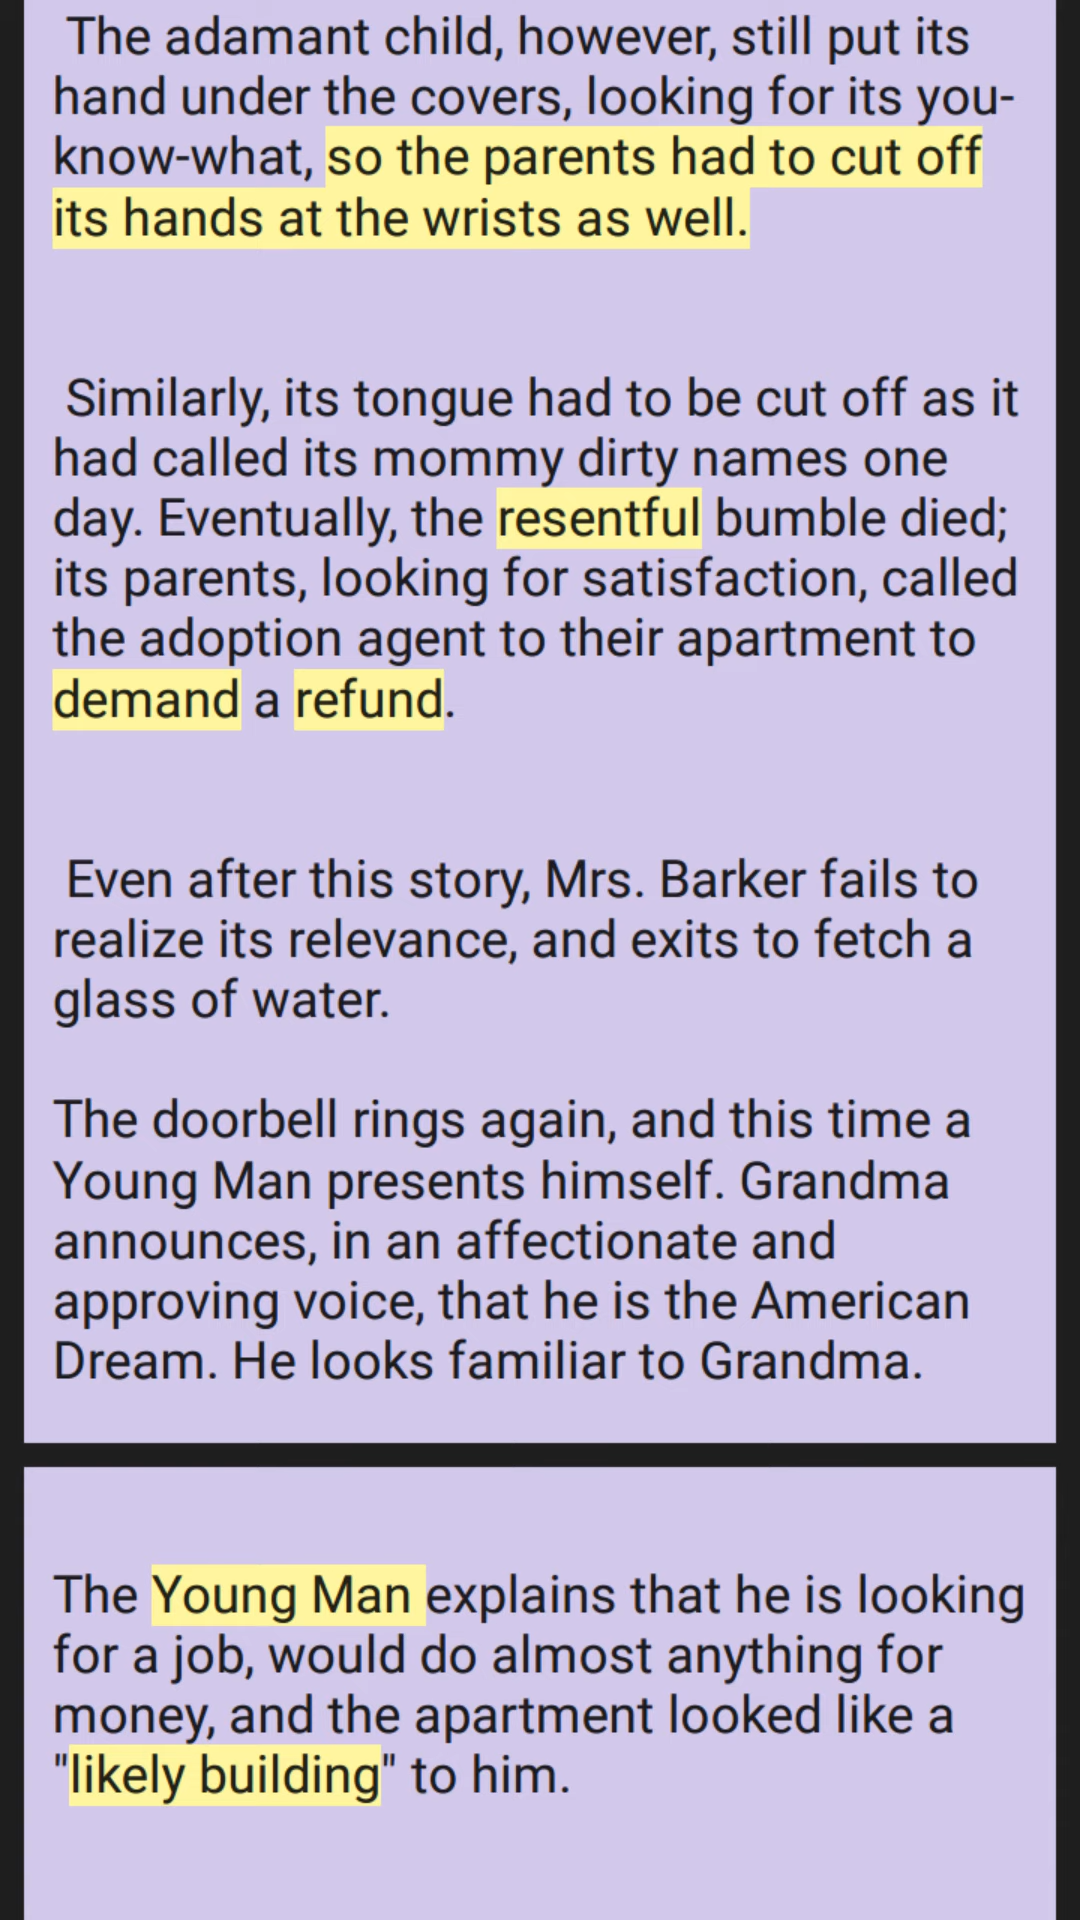 The adamant child, however, still put its
hand under the covers, looking for its you-
know-what, so the parents had to cut off
its hands at the wrists as well.
Similarly, its tongue had to be cut off as it
had called its mommy dirty names one
day. Eventually, the resentful bumble died;
its parents, looking for satisfaction, called
the adoption agent to their apartment to
demand a refund.
Even after this story, Mrs. Barker fails to
realize its relevance, and exits to fetch a
glass of water.
The doorbell rings again, and this time a
Young Man presents himself. Grandma
announces, in an affectionate and
approving voice, that he is the American
Dream. He looks familiar to Grandma.
The Young Man explains that he is looking
for a job, would do almost anything for
money, and the apartment looked like a
"likely building" to him.